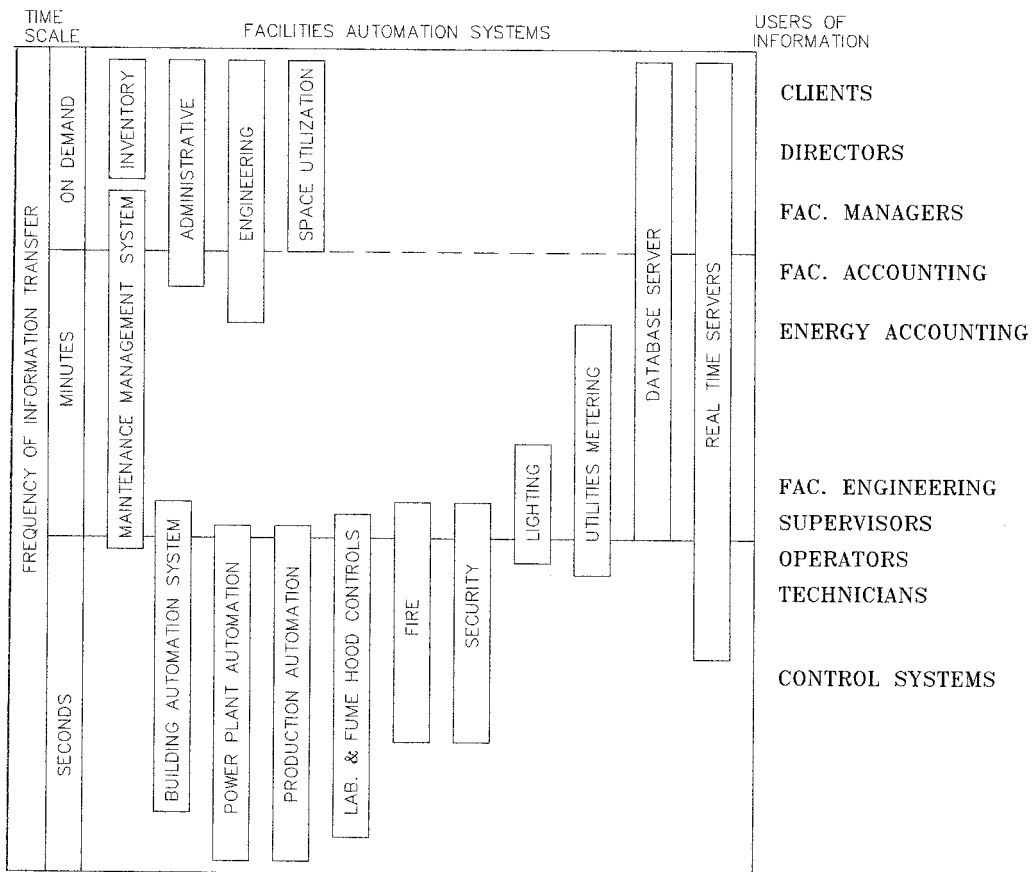 TIME
SCALE
FACILITIES AUTOMATION SYSTEMS
USERS OF
INFORMATION
FREQUENCY OF INFORMATION TRANSFER
ON DEMAND
MINUTES
SECONDS
INVENTORY
MAINTENANCE MANAGEMENT SYSTEM
ADMINISTRATIVE
ENGINEERING
SPACE UTILIZATION
BUILDING AUTOMATION SYSTEM
POWER PLANT AUTOMATION
PRODUCTION AUTOMATION
LAB. & FUME HOOD CONTROLS
FIRE
SECURITY
LIGHTING
UTILITIES METERING
DATABASE SERVER
REAL TIME SERVERS
CLIENTS
DIRECTORS
FAC. MANAGERS
FAC. ACCOUNTING
ENERGY ACCOUNTING
FAC. ENGINEERING
SUPERVISORS
OPERATORS
TECHNICIANS
CONTROL SYSTEMS